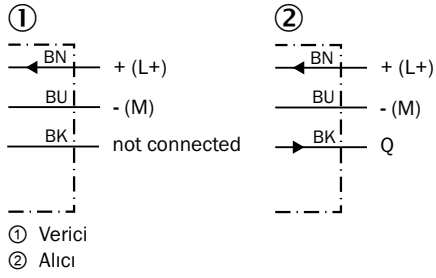 ① ②
BN + (L+) BN + (L+)
BU - (M) BU - (M)
BK not connected BK Q
① Verici
② Alıcı